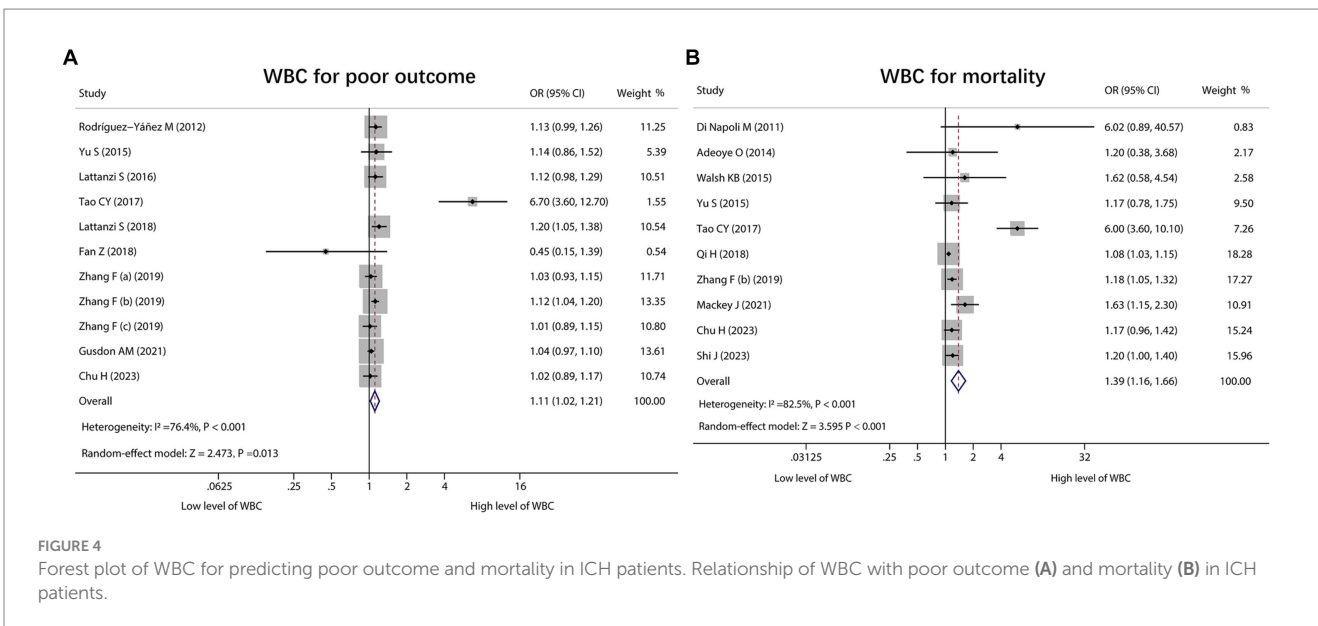 A
WBC for poor outcome
Study OR (95% CI) Weight %
Rodríguez–Yáñez M (2012) 1.13 (0.99, 1.26) 11.25
Yu S (2015) 1.14 (0.86, 1.52) 5.39
Lattanzi S (2016) 1.12 (0.98, 1.29) 10.51
Tao CY (2017) 6.70 (3.60, 12.70) 1.55
Lattanzi S (2018) 1.20 (1.05, 1.38) 10.54
Fan Z (2018) 0.45 (0.15, 1.39) 0.54
Zhang F (a) (2019) 1.03 (0.93, 1.15) 11.71
Zhang F (b) (2019) 1.12 (1.04, 1.20) 13.35
Zhang F (c) (2019) 1.01 (0.89, 1.15) 10.80
Gusdon AM (2021) 1.04 (0.97, 1.10) 13.61
Chu H (2023) 1.02 (0.89, 1.17) 10.74
Overall 1.11 (1.02, 1.21) 100.00
Heterogeneity: I² =76.4%, P < 0.001
Random-effect model: Z = 2.473, P =0.013
.0625 .25 .5 1 2 4 16
Low level of WBC High level of WBC
B
WBC for mortality
Study OR (95% CI) Weight %
Di Napoli M (2011) 6.02 (0.89, 40.57) 0.83
Adeoye O (2014) 1.20 (0.38, 3.68) 2.17
Walsh KB (2015) 1.62 (0.58, 4.54) 2.58
Yu S (2015) 1.17 (0.78, 1.75) 9.50
Tao CY (2017) 6.00 (3.60, 10.10) 7.26
Qi H (2018) 1.08 (1.03, 1.15) 18.28
Zhang F (b) (2019) 1.18 (1.05, 1.32) 17.27
Mackey J (2021) 1.63 (1.15, 2.30) 10.91
Chu H (2023) 1.17 (0.96, 1.42) 15.24
Shi J (2023) 1.20 (1.00, 1.40) 15.96
Overall 1.39 (1.16, 1.66) 100.00
Heterogeneity: I² =82.5%, P < 0.001
Random-effect model: Z = 3.595 P < 0.001
.03125 .25 .5 1 2 4 32
Low level of WBC High level of WBC
FIGURE 4
Forest plot of WBC for predicting poor outcome and mortality in ICH patients. Relationship of WBC with poor outcome (A) and mortality (B) in ICH
patients.